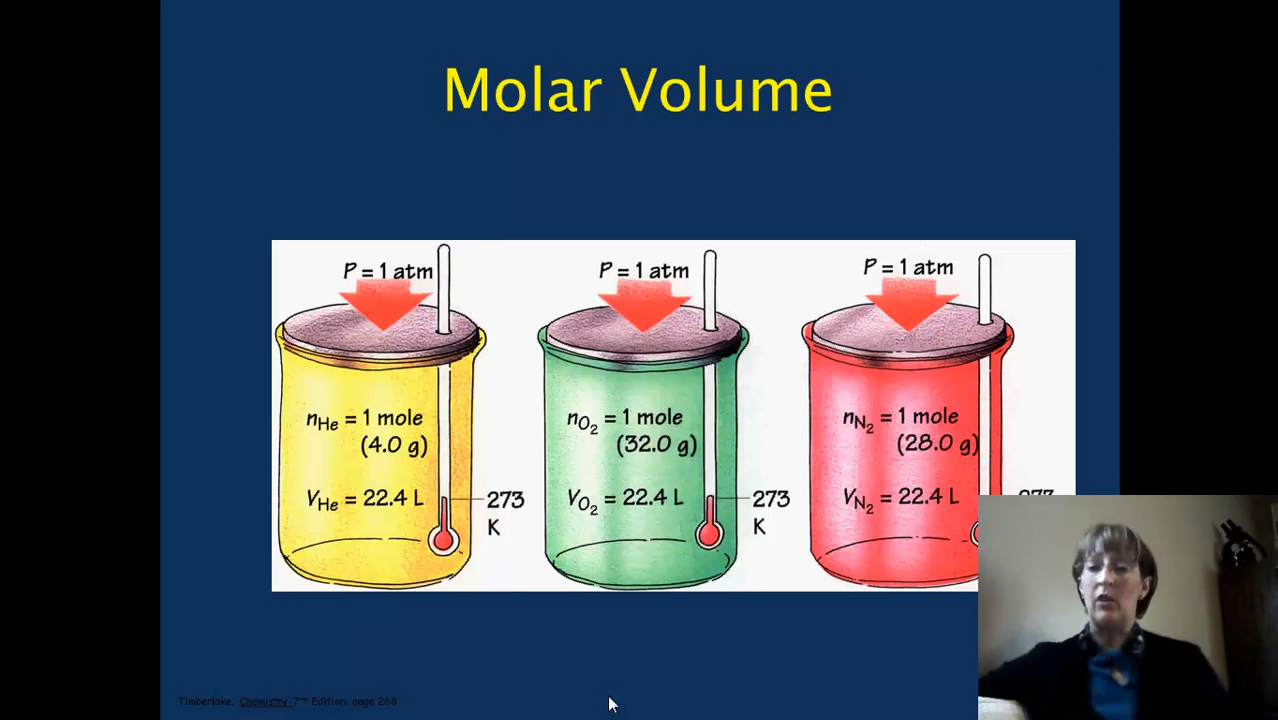 Molar Volume
P = 1 atm
P = 1 atm
P = 1 atm
nHe = 1 mole
(4.0 g)
VHe = 22.4 L
273
K
nO2 = 1 mole
(32.0 g)
VO2 = 22.4 L
273
K
nN2 = 1 mole
(28.0 g)
VN2 = 22.4 L
Timberlake, Chemistry 7th Edition, page 268